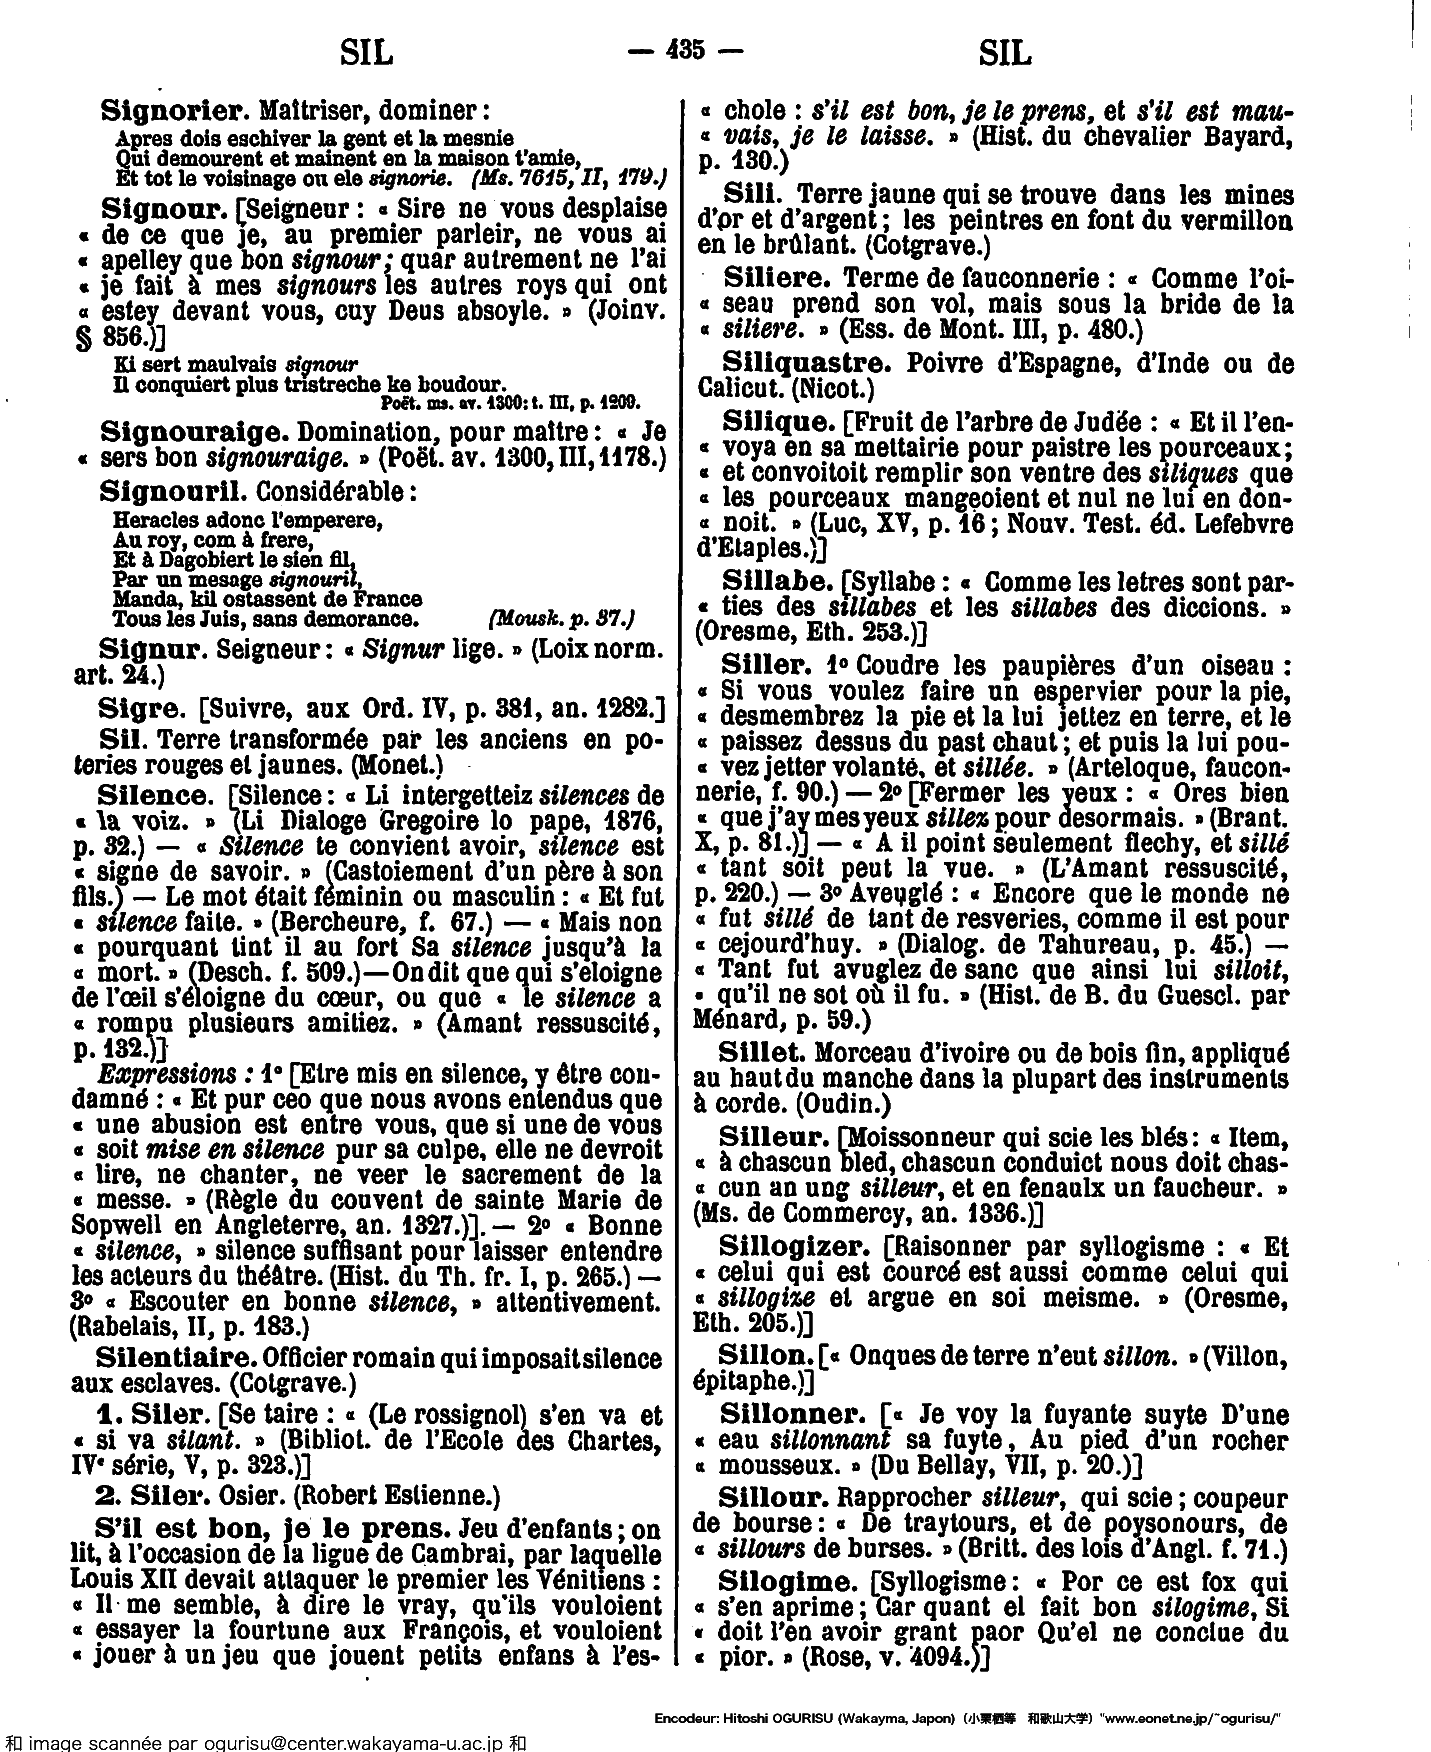 SIL — 435 — SIL
Signorier. Maîtriser, dominer :
Apres dois eschiver la gent et la mesnie
Qui demourent et mainent en la maison t'amie,
Et tot le voisinage ou ele signorie. (Ms. 7615, II, 179.)
Signour. [Seigneur : « Sire ne vous desplaise
« de ce que je, au premier parleir, ne vous ai
« apelley que bon signour; quar autrement ne l'ai
« je fait à mes signours les autres roys qui ont
« estey devant vous, cuy Deus absoyle. » (Joinv.
§ 856.)]
Ki sert maulvais signour
Il conquiert plus tristreche ke boudour.
Poët. ms. av. 1300: t. III, p. 1209.
Signouraige. Domination, pour maître : « Je
« sers bon signouraige. » (Poët. av. 1300, III, 1178.)
Signouril. Considérable :
Heracles adonc l'emperere,
Au roy, com à frere,
Et à Dagobiert le sien fil,
Par un mesage signouril,
Manda, kil ostassent de France
Tous les Juis, sans demorance. (Mousk. p. 87.)
Signur. Seigneur : « Signur lige. » (Loix norm.
art. 24.)
Sigre. [Suivre, aux Ord. IV, p. 381, an. 1282.]
Sil. Terre transformée par les anciens en po-
teries rouges et jaunes. (Monet.)
Silence. [Silence : « Li intergetteiz silences de
« la voiz. » (Li Dialoge Gregoire lo pape, 1876,
p. 32.) — « Silence te convient avoir, silence est
« signe de savoir. » (Castoiement d'un père à son
fils.) — Le mot était féminin ou masculin : « Et fut
« silence faite. » (Bercheure, f. 67.) — « Mais non
« pourquant tint il au fort Sa silence jusqu'à la
« mort. » (Desch. f. 509.) — On dit que qui s'éloigne
de l'œil s'éloigne du cœur, ou que « le silence a
« rompu plusieurs amitiez. » (Amant ressuscité,
p. 132.)]
Expressions : 1° [Etre mis en silence, y être con-
damné : « Et pur ceo que nous avons entendus que
« une abusion est entre vous, que si une de vous
« soit mise en silence pur sa culpe, elle ne devroit
« lire, ne chanter, ne veer le sacrement de la
« messe. » (Règle du couvent de sainte Marie de
Sopwell en Angleterre, an. 1327.)]. — 2° « Bonne
« silence, » silence suffisant pour laisser entendre
les acteurs du théâtre. (Hist. du Th. fr. I, p. 265.) —
3° « Escouter en bonne silence, » attentivement.
(Rabelais, II, p. 183.)
Silentiaire. Officier romain qui imposait silence
aux esclaves. (Cotgrave.)
1. Siler. [Se taire : « (Le rossignol) s'en va et
« si va silant. » (Bibliot. de l'Ecole des Chartes,
IVe série, V, p. 323.)]
2. Siler. Osier. (Robert Estienne.)
S'il est bon, je le prens. Jeu d'enfants ; on
lit, à l'occasion de la ligue de Cambrai, par laquelle
Louis XII devait attaquer le premier les Vénitiens :
« Il me semble, à dire le vray, qu'ils vouloient
« essayer la fourtune aux François, et vouloient
« jouer à un jeu que jouent petits enfans à l'es-
« chole : s'il est bon, je le prens, et s'il est mau-
« vais, je le laisse. » (Hist. du chevalier Bayard,
p. 130.)
Sili. Terre jaune qui se trouve dans les mines
d'or et d'argent ; les peintres en font du vermillon
en le brûlant. (Cotgrave.)
Siliere. Terme de fauconnerie : « Comme l'oi-
« seau prend son vol, mais sous la bride de la
« siliere. » (Ess. de Mont. III, p. 480.)
Siliquastre. Poivre d'Espagne, d'Inde ou de
Calicut. (Nicot.)
Silique. [Fruit de l'arbre de Judée : « Et il l'en-
« voya en sa mettairie pour paistre les pourceaux ;
« et convoitoit remplir son ventre des siliques que
« les pourceaux mangeoient et nul ne lui en don-
« noit. » (Luc, XV, p. 16 ; Nouv. Test. éd. Lefebvre
d'Etaples.)]
Sillabe. [Syllabe : « Comme les letres sont par-
« ties des sillabes et les sillabes des diccions. »
(Oresme, Eth. 253.)]
Siller. 1° Coudre les paupières d'un oiseau :
« Si vous voulez faire un espervier pour la pie,
« desmembrez la pie et la lui jettez en terre, et le
« paissez dessus du past chaut ; et puis la lui pou-
« vez jetter volanté, et sillée. » (Arteloque, faucon-
nerie, f. 90.) — 2° [Fermer les yeux : « Ores bien
« que j'ay mes yeux sillez pour desormais. » (Brant.
X, p. 81.)] — « A il point seulement flechy, et sillé
« tant soit peut la vue. » (L'Amant ressuscité,
p. 220.) — 3° Aveuglé : « Encore que le monde ne
« fut sillé de tant de resveries, comme il est pour
« cejourd'huy. » (Dialog. de Tahureau, p. 45.) —
« Tant fut avuglez de sanc que ainsi lui silloit,
« qu'il ne sot où il fu. » (Hist. de B. du Guescl. par
Ménard, p. 59.)
Sillet. Morceau d'ivoire ou de bois fin, appliqué
au haut du manche dans la plupart des instruments
à corde. (Oudin.)
Silleur. [Moissonneur qui scie les blés : « Item,
« à chascun bled, chascun conduict nous doit chas-
« cun an ung silleur, et en fenaulx un faucheur. »
(Ms. de Commercy, an. 1336.)]
Sillogizer. [Raisonner par syllogisme : « Et
« celui qui est courcé est aussi comme celui qui
« sillogize et argue en soi meisme. » (Oresme,
Eth. 205.)]
Sillon. [« Onques de terre n'eut sillon. » (Villon,
épitaphe.)]
Sillonner. [« Je voy la fuyante suyte D'une
« eau sillonnant sa fuyte, Au pied d'un rocher
« mousseux. » (Du Bellay, VII, p. 20.)]
Sillour. Rapprocher silleur, qui scie ; coupeur
de bourse : « De traytours, et de poysonours, de
« sillours de burses. » (Britt. des lois d'Angl. f. 71.)
Silogime. [Syllogisme : « Por ce est fox qui
« s'en aprime ; Car quant el fait bon silogime, Si
« doit l'en avoir grant paor Qu'el ne conclue du
« pior. » (Rose, v. 4094.)]
Encodeur: Hitoshi OGURISU (Wakayma, Japon) (小栗栖等 和歌山大学) "www.eonet.ne.jp/~ogurisu/"
和 image scannée par ogurisu@center.wakayama-u.ac.jp 和